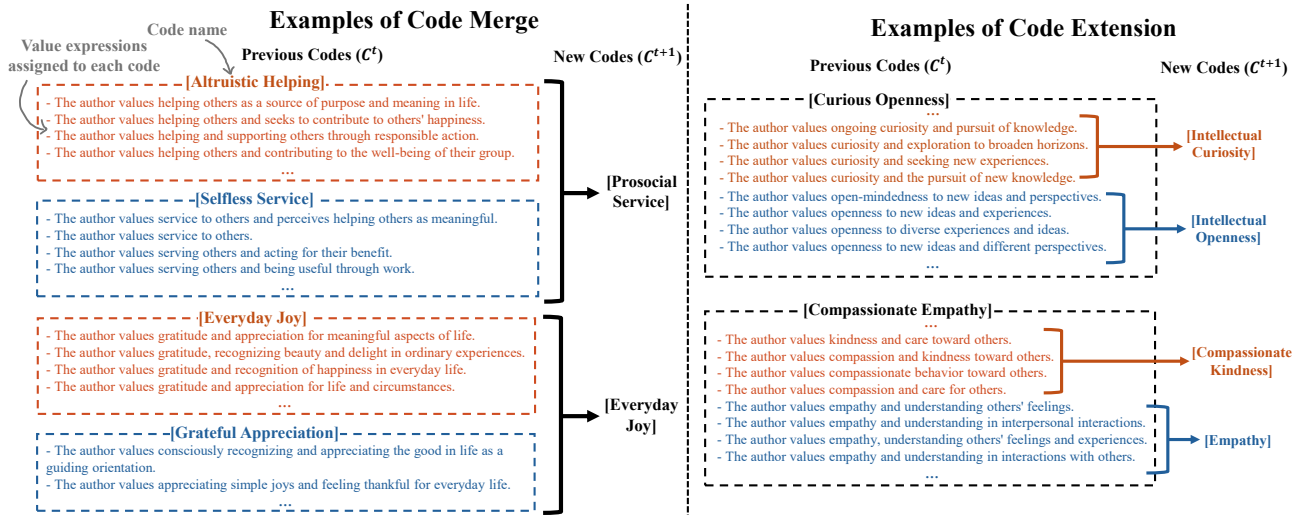 Examples of Code Merge
Code name
Value expressions
assigned to each code
Previous Codes (C^t)
New Codes (C^{t+1})
[Altruistic Helping]
- The author values helping others as a source of purpose and meaning in life.
- The author values helping others and seeks to contribute to others' happiness.
- The author values helping and supporting others through responsible action.
- The author values helping others and contributing to the well-being of their group.
...
[Selfless Service]
- The author values service to others and perceives helping others as meaningful.
- The author values service to others.
- The author values serving others and acting for their benefit.
- The author values serving others and being useful through work.
...
[Prosocial
Service]
[Everyday Joy]
- The author values gratitude and appreciation for meaningful aspects of life.
- The author values gratitude, recognizing beauty and delight in ordinary experiences.
- The author values gratitude and recognition of happiness in everyday life.
- The author values gratitude and appreciation for life and circumstances.
...
[Grateful Appreciation]
- The author values consciously recognizing and appreciating the good in life as a
guiding orientation.
- The author values appreciating simple joys and feeling thankful for everyday life.
...
[Everyday
Joy]
Examples of Code Extension
Previous Codes (C^t)
New Codes (C^{t+1})
[Curious Openness]
...
- The author values ongoing curiosity and pursuit of knowledge.
- The author values curiosity and exploration to broaden horizons.
- The author values curiosity and seeking new experiences.
- The author values curiosity and the pursuit of new knowledge.
[Intellectual
Curiosity]
- The author values open-mindedness to new ideas and perspectives.
- The author values openness to new ideas and experiences.
- The author values openness to diverse experiences and ideas.
- The author values openness to new ideas and different perspectives.
...
[Intellectual
Openness]
[Compassionate Empathy]
...
- The author values kindness and care toward others.
- The author values compassion and kindness toward others.
- The author values compassionate behavior toward others.
- The author values compassion and care for others.
[Compassionate
Kindness]
- The author values empathy and understanding others' feelings.
- The author values empathy and understanding in interpersonal interactions.
- The author values empathy, understanding others' feelings and experiences.
- The author values empathy and understanding in interactions with others.
...
[Empathy]